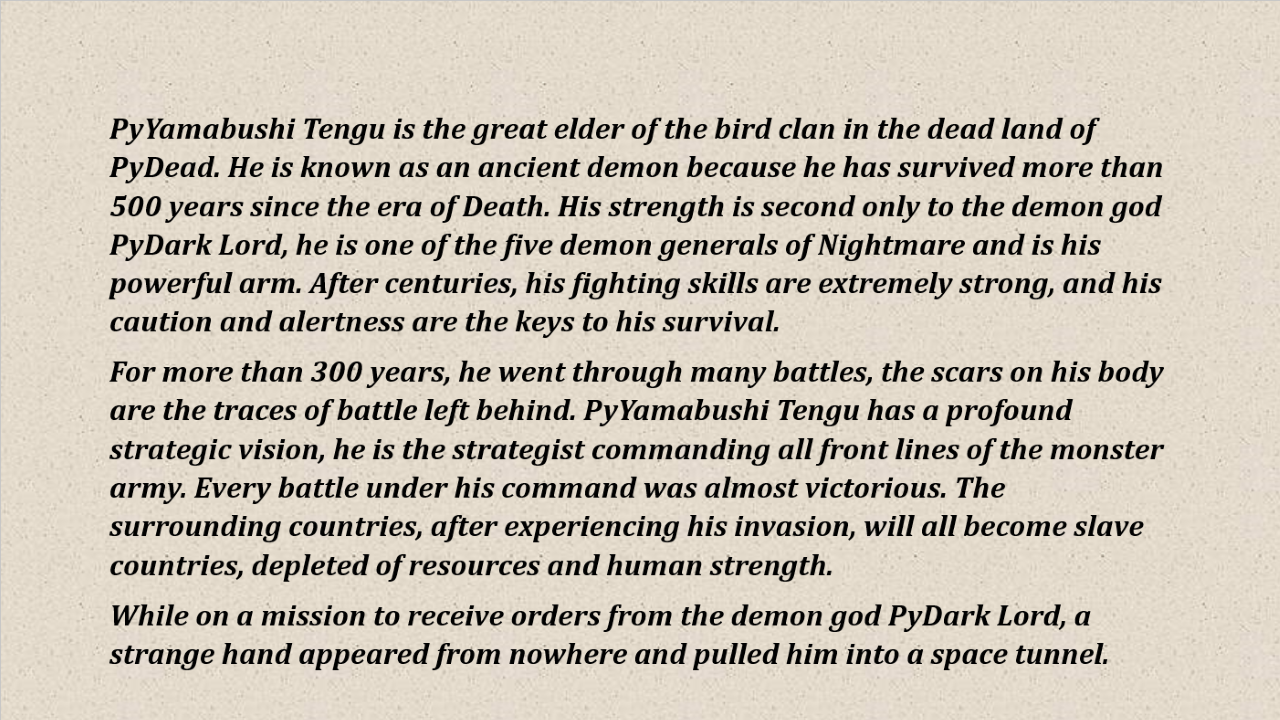 PyYamabushi Tengu is the great elder of the bird clan in the dead land of
PyDead. He is known as an ancient demon because he has survived more than
500 years since the era of Death. His strength is second only to the demon god
PyDark Lord, he is one of the five demon generals of Nightmare and is his
powerful arm. After centuries, his fighting skills are extremely strong, and his
caution and alertness are the keys to his survival.
For more than 300 years, he went through many battles, the scars on his body
are the traces of battle left behind. PyYamabushi Tengu has a profound
strategic vision, he is the strategist commanding all front lines of the monster
army. Every battle under his command was almost victorious. The
surrounding countries, after experiencing his invasion, will all become slave
countries, depleted of resources and human strength.
While on a mission to receive orders from the demon god PyDark Lord, a
strange hand appeared from nowhere and pulled him into a space tunnel.